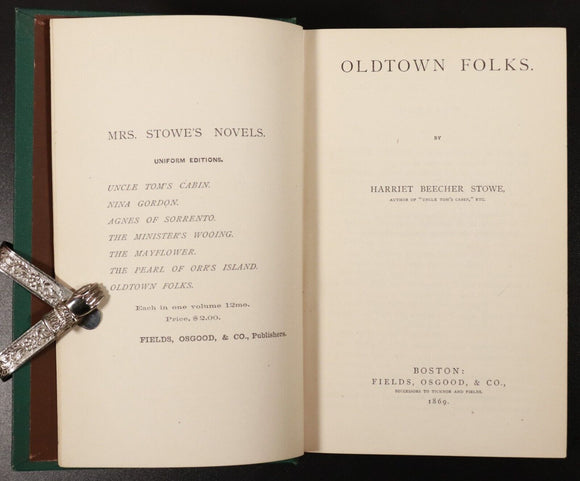 MRS. STOWE'S NOVELS.
UNIFORM EDITIONS.
UNCLE TOM'S CABIN.
NINA GORDON.
AGNES OF SORRENTO.
THE MINISTER'S WOOING.
THE MAYFLOWER.
THE PEARL OF ORR'S ISLAND.
OLDTOWN FOLKS.
Each in one volume 12mo.
Price, $2.00.
FIELDS, OSGOOD, & CO., Publishers.
OLDTOWN FOLKS.
BY
HARRIET BEECHER STOWE,
AUTHOR OF "UNCLE TOM'S CABIN," ETC.
BOSTON:
FIELDS, OSGOOD, & CO.,
SUCCESSORS TO TICKNOR AND FIELDS.
1869.